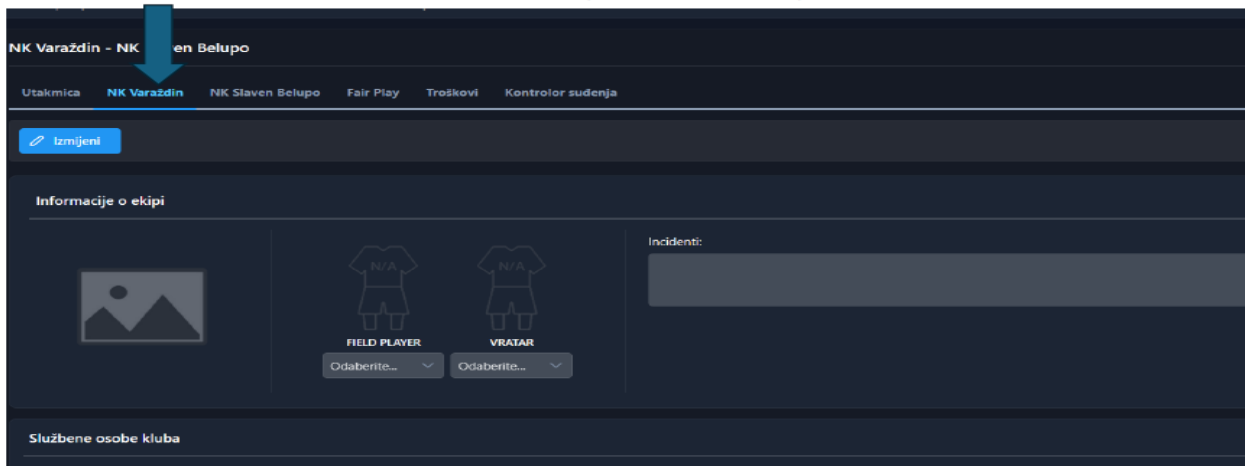 NK Varaždin - NK en Belupo
Utakmica NK Varaždin NK Slaven Belupo Fair Play Troškovi Kontrolor suđenja
Izmijeni
Informacije o ekipi
Incidenti:
N/A N/A
FIELD PLAYER VRATAR
Odaberite... Odaberite...
Službene osobe kluba